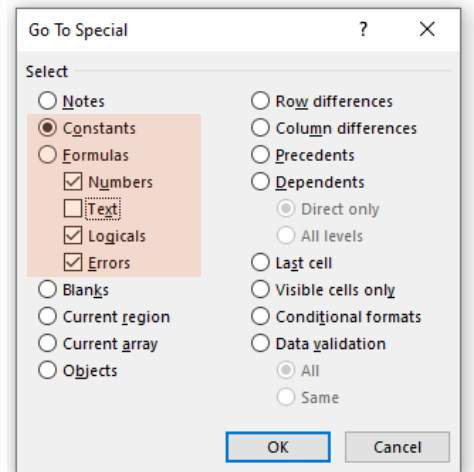 Go To Special ? ×
Select
Notes
Constants
Formulas
Numbers
Text
Logicals
Errors
Blanks
Current region
Current array
Objects
Row differences
Column differences
Precedents
Dependents
Direct only
All levels
Last cell
Visible cells only
Conditional formats
Data validation
All
Same
OK
Cancel